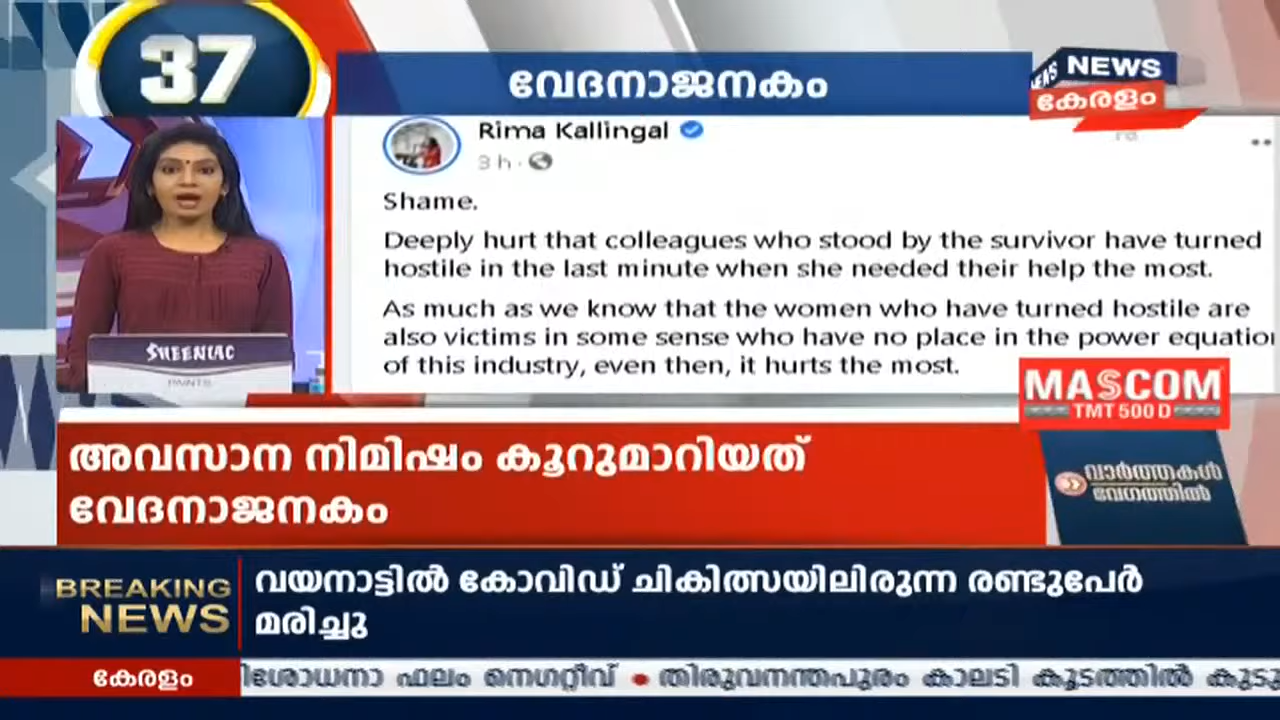 37
വേദനാജനകം
NEWS
NEWS
കേരളം
Rima Kallingal
3 h
Shame.
Deeply hurt that colleagues who stood by the survivor have turned
hostile in the last minute when she needed their help the most.
As much as we know that the women who have turned hostile are
also victims in some sense who have no place in the power equation
of this industry, even then, it hurts the most.
SHEENLAC
PAINTS
MASCOM
TMT 500 D
അവസാന നിമിഷം കൂറുമാറിയത്
വേദനാജനകം
വാർത്തകൾ
വേഗത്തിൽ
BREAKING
NEWS
വയനാട്ടിൽ കോവിഡ് ചികിത്സയിലിരുന്ന രണ്ടുപേർ
മരിച്ചു
കേരളം
ഫലം നെഗറ്റീവ് • തിരുവനന്തപുരം കാലടി കൂടത്തിൽ